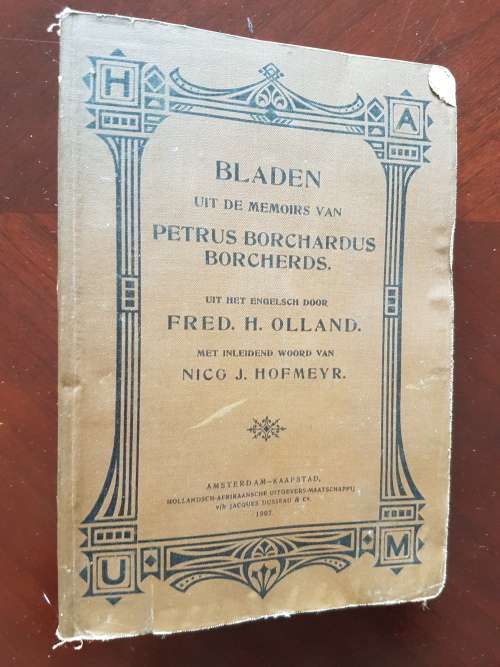 H A
BLADEN
UIT DE MEMOIRS VAN
PETRUS BORCHARDUS
BORCHERDS.
UIT HET ENGELSCH DOOR
FRED. H. OLLAND.
MET INLEIDEND WOORD VAN
NICO J. HOFMEYR.
AMSTERDAM–KAAPSTAD,
HOLLANDSCH-AFRIKAANSCHE UITGEVERS-MAATSCHAPPIJ
v/h JACQUES DUSSEAU & Co.
1907.
U M